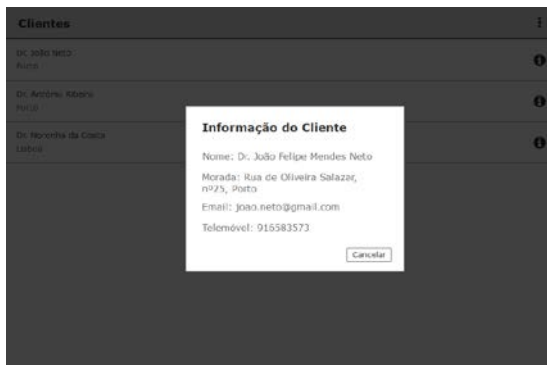 Clientes
Dr. João Neto
Porto
Dr. António Ribeiro
Porto
Dr. Noronha da Costa
Lisboa
Informação do Cliente
Nome: Dr. João Felipe Mendes Neto
Morada: Rua de Oliveira Salazar,
nº25, Porto
Email: joao.neto@gmail.com
Telemóvel: 916583573
Cancelar